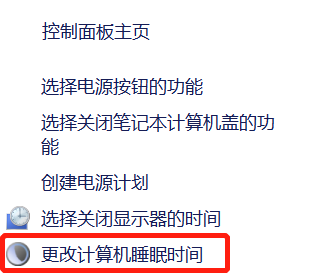 控制面板主页
选择电源按钮的功能
选择关闭笔记本计算机盖的功
能
创建电源计划
选择关闭显示器的时间
更改计算机睡眠时间